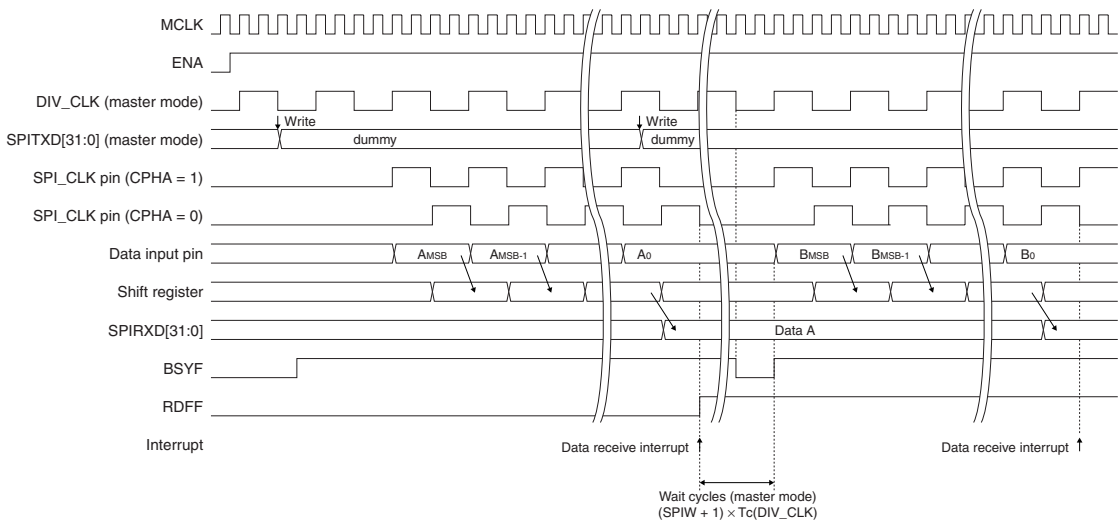 MCLK
ENA
DIV_CLK (master mode)
Write Write
SPITXD[31:0] (master mode) dummy dummy
SPI_CLK pin (CPHA = 1)
SPI_CLK pin (CPHA = 0)
Data input pin AMSB AMSB-1 A0 BMSB BMSB-1 B0
Shift register
SPIRXD[31:0] Data A
BSYF
RDFF
Interrupt Data receive interrupt Data receive interrupt
Wait cycles (master mode)
(SPIW + 1) × Tc(DIV_CLK)